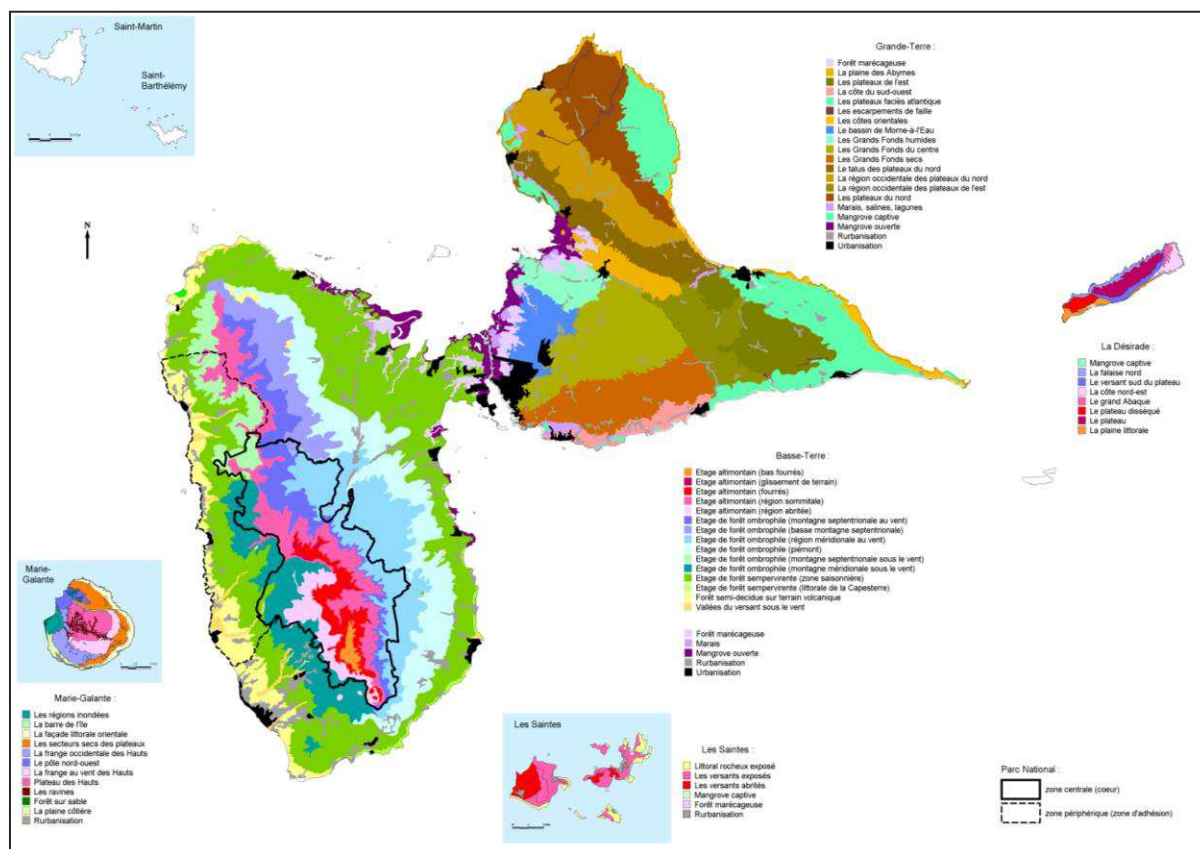 Saint-Martin
Saint-Barthélémy
N
Grande-Terre :
Forêt marécageuse
La plaine des Abymes
Les plateaux de l'est
La côte du sud-ouest
Les plateaux faciès atlantique
Les escarpements de faille
Les côtes orientales
Le bassin de Morne-à-l'Eau
Les Grands Fonds humides
Les Grands Fonds du centre
Les Grands Fonds secs
Le talus des plateaux du nord
La région occidentale des plateaux du nord
La région occidentale des plateaux de l'est
Les plateaux du nord
Marais, salines, lagunes
Mangrove captive
Mangrove ouverte
Rurbanisation
Urbanisation
La Désirade :
Mangrove captive
La falaise nord
Le versant sud du plateau
La côte nord-est
Le grand Abaque
Le plateau disséqué
Le plateau
La plaine littorale
Basse-Terre :
Etage altimontain (bas fourrés)
Etage altimontain (glissement de terrain)
Etage altimontain (fourrés)
Etage altimontain (région sommitale)
Etage altimontain (région abritée)
Etage de forêt ombrophile (montagne septentrionale au vent)
Etage de forêt ombrophile (basse montagne septentrionale)
Etage de forêt ombrophile (région méridionale au vent)
Etage de forêt ombrophile (piémont)
Etage de forêt ombrophile (montagne septentrionale sous le vent)
Etage de forêt ombrophile (montagne méridionale sous le vent)
Etage de forêt sempervirente (zone saisonnière)
Etage de forêt sempervirente (littorale de la Capesterre)
Forêt semi-décidue sur terrain volcanique
Vallées du versant sous le vent
Forêt marécageuse
Marais
Mangrove ouverte
Rurbanisation
Urbanisation
Marie-Galante
Marie-Galante :
Les régions inondées
La barre de l'île
La façade littorale orientale
Les secteurs secs des plateaux
La frange occidentale des Hauts
Le pôle nord-ouest
La frange au vent des Hauts
Plateau des Hauts
Les ravines
Forêt sur sable
La plaine côtière
Rurbanisation
Les Saintes
Les Saintes :
Littoral rocheux exposé
Les versants exposés
Les versants abrités
Mangrove captive
Forêt marécageuse
Rurbanisation
Parc National :
zone centrale (coeur)
zone périphérique (zone d'adhésion)